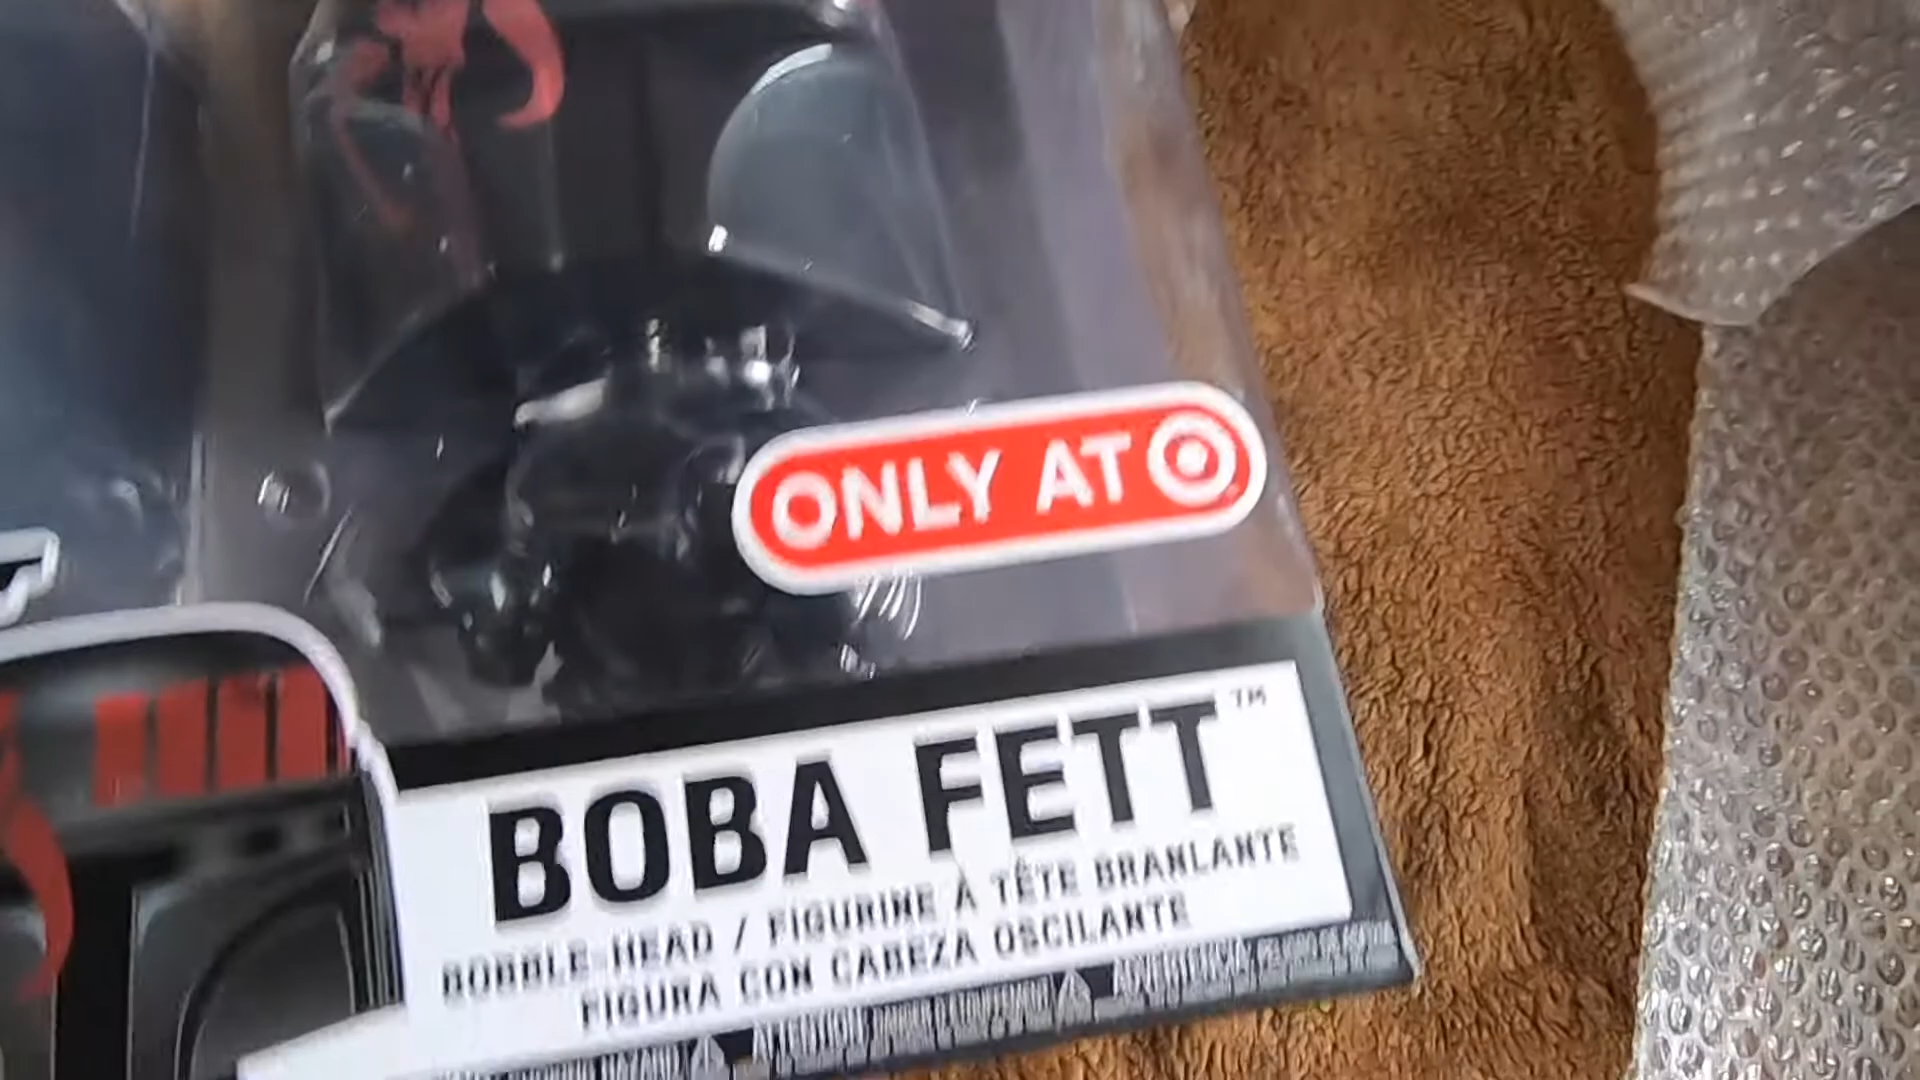 ONLY AT
BOBA FETT™
BOBBLE-HEAD / FIGURINE À TÊTE BRANLANTE
FIGURA CON CABEZA OSCILANTE